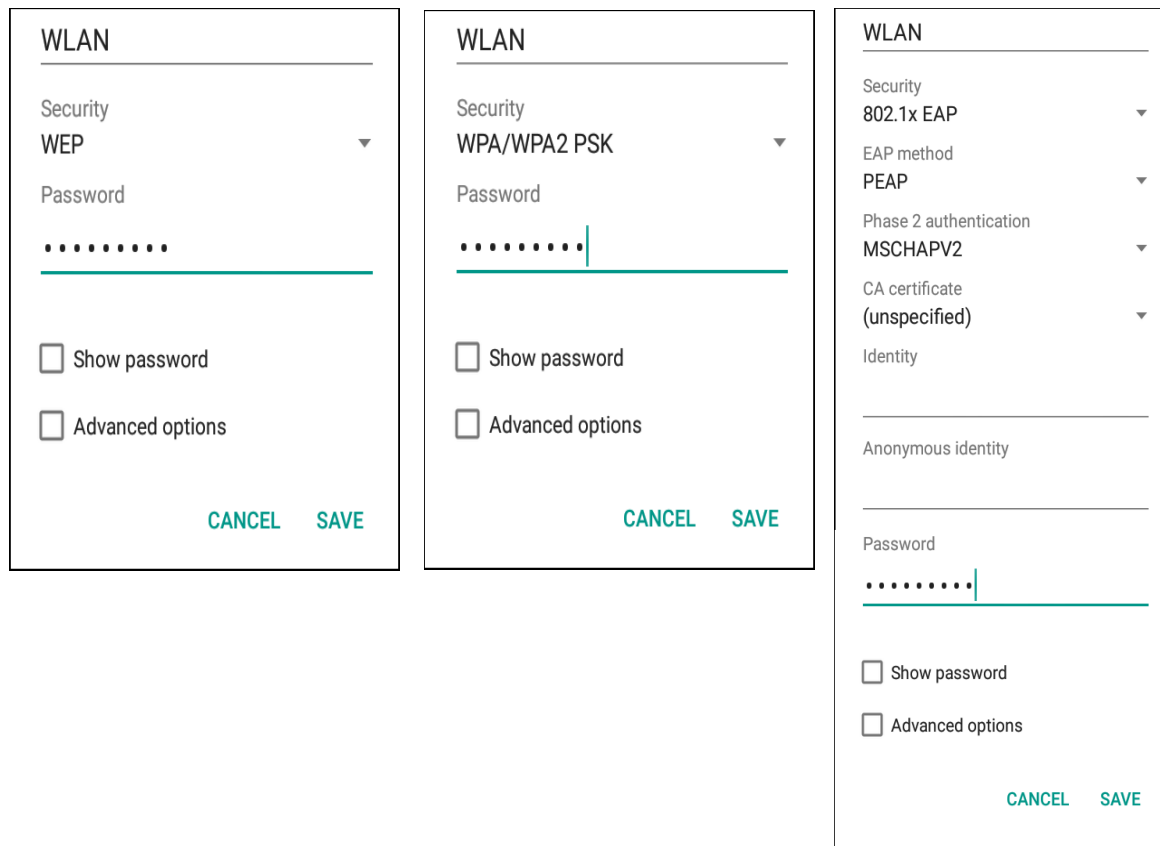 WLAN
Security
WEP
Password
•••••••••
Show password
Advanced options
CANCEL SAVE
WLAN
Security
WPA/WPA2 PSK
Password
•••••••••
Show password
Advanced options
CANCEL SAVE
WLAN
Security
802.1x EAP
EAP method
PEAP
Phase 2 authentication
MSCHAPV2
CA certificate
(unspecified)
Identity
Anonymous identity
Password
•••••••••
Show password
Advanced options
CANCEL SAVE